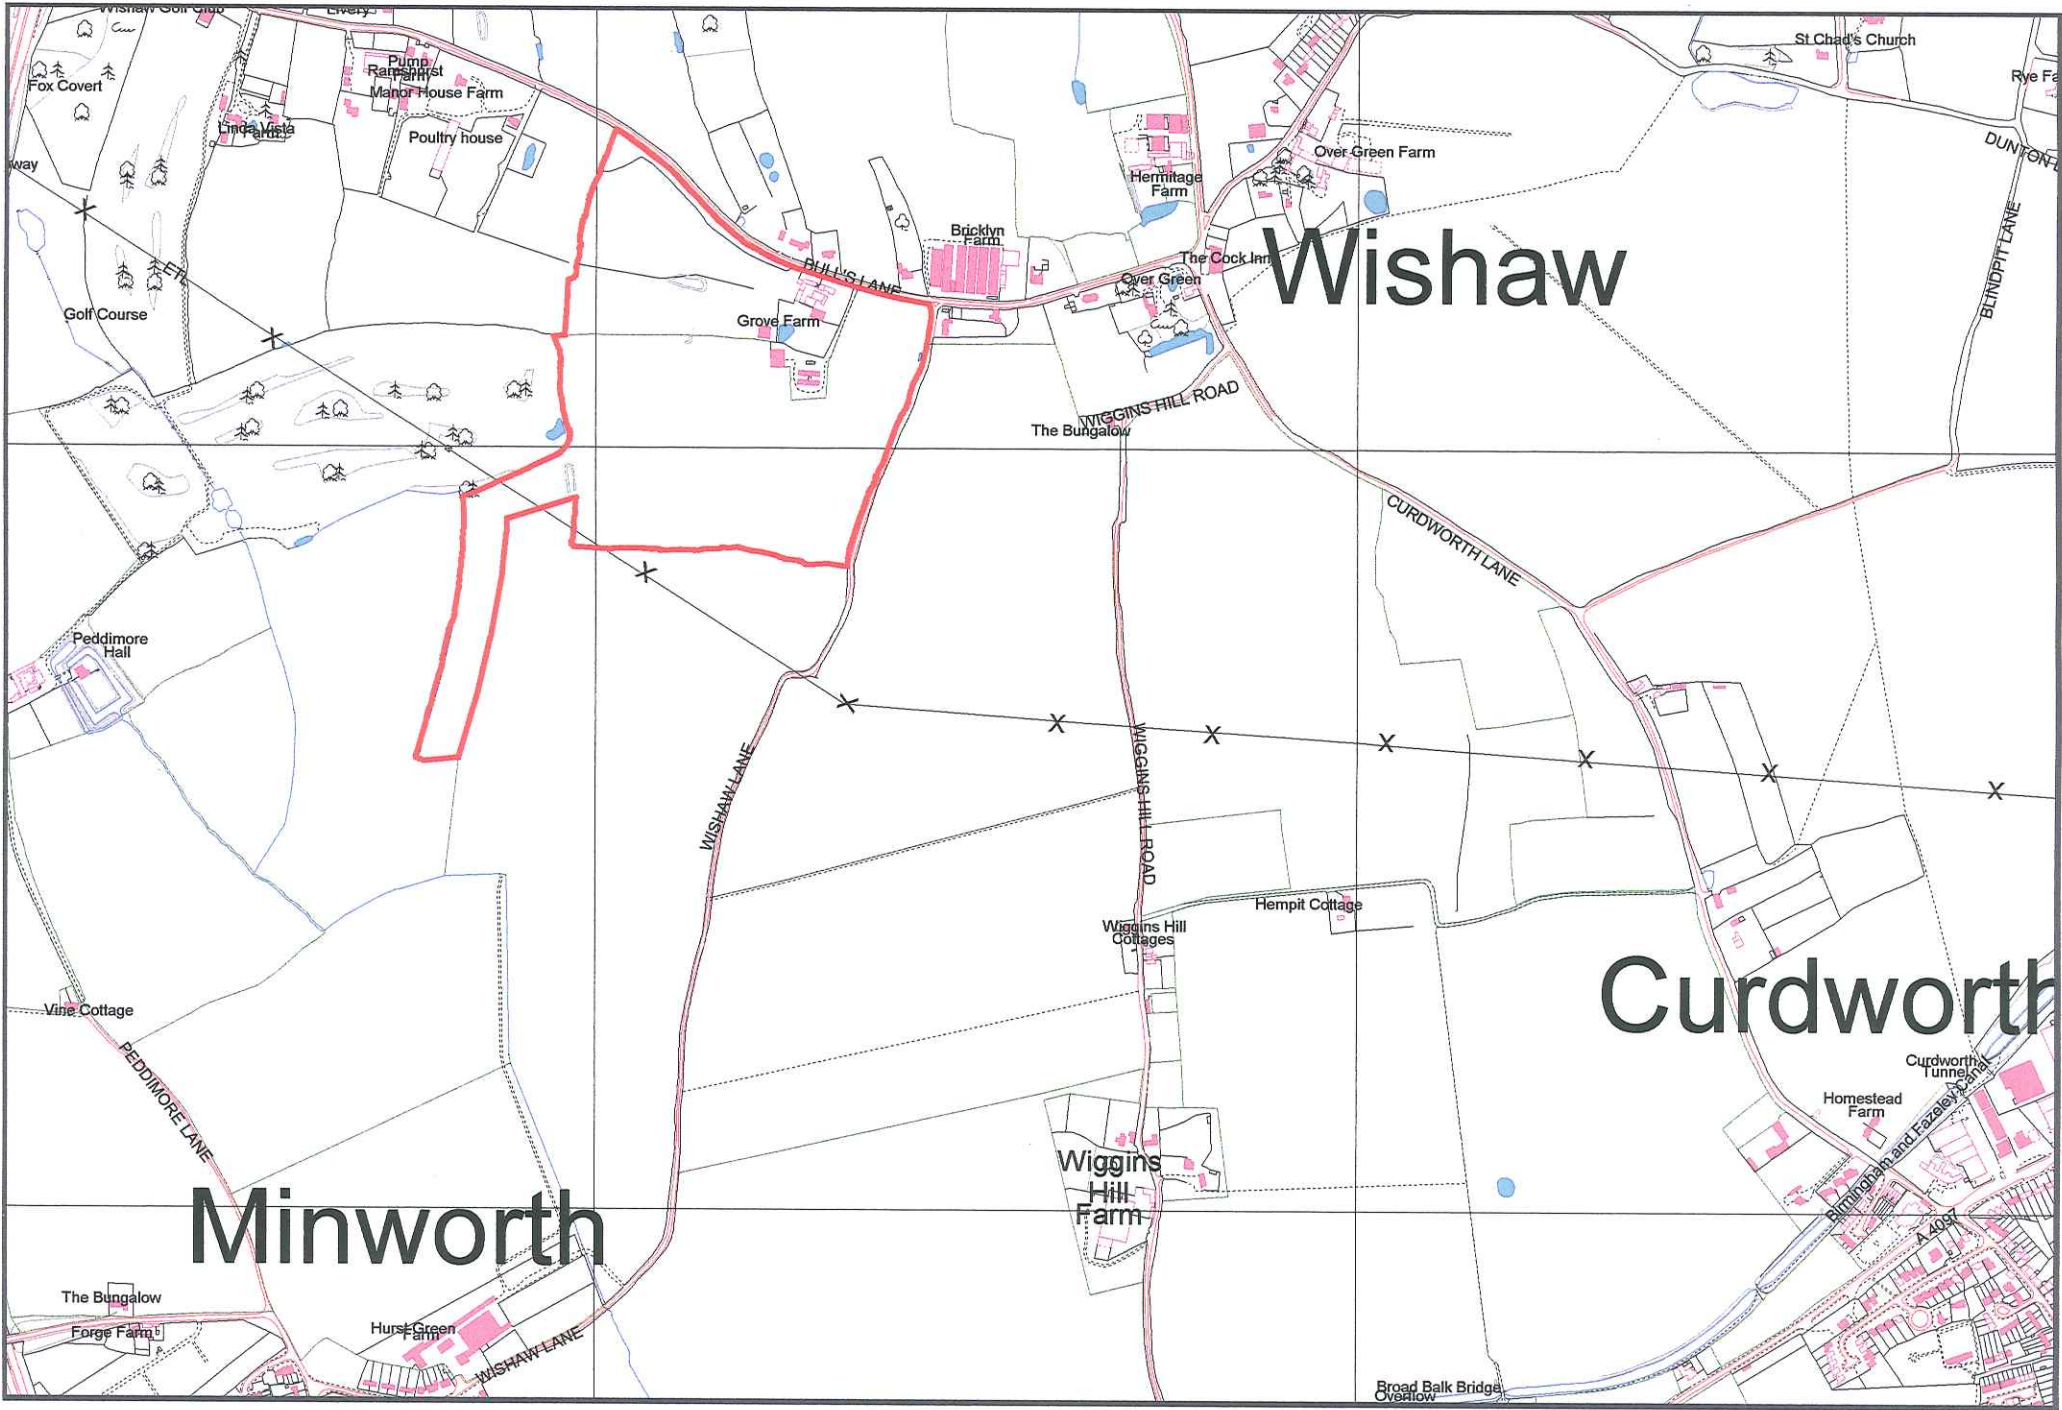 Wishaw Golf Club
Livery
St Chad's Church
Pump
Farm
Ramshurst
Manor House Farm
Fox Covert
Rye Fa
Linda Vista
Farm
Poultry house
DUNTON L
Over Green Farm
way
Hermitage
Farm
BLINDPIT LANE
Bricklyn
Farm
Wishaw
The Cock Inn
ETL
BULL'S LANE
Over Green
Golf Course
Grove Farm
WIGGINS HILL ROAD
The Bungalow
CURDWORTH LANE
Peddimore
Hall
WISHAW LANE
WIGGINS HILL ROAD
Hempit Cottage
Wiggins Hill
Cottages
Curdworth
Vine Cottage
PEDDIMORE LANE
Curdworth
Tunnel
Homestead
Farm
Birmingham and Fazeley Canal
Wiggins
Hill
Farm
Minworth
A 4097
The Bungalow
Forge Farm
Hurst Green
Farm
WISHAW LANE
Broad Balk Bridge
Overflow